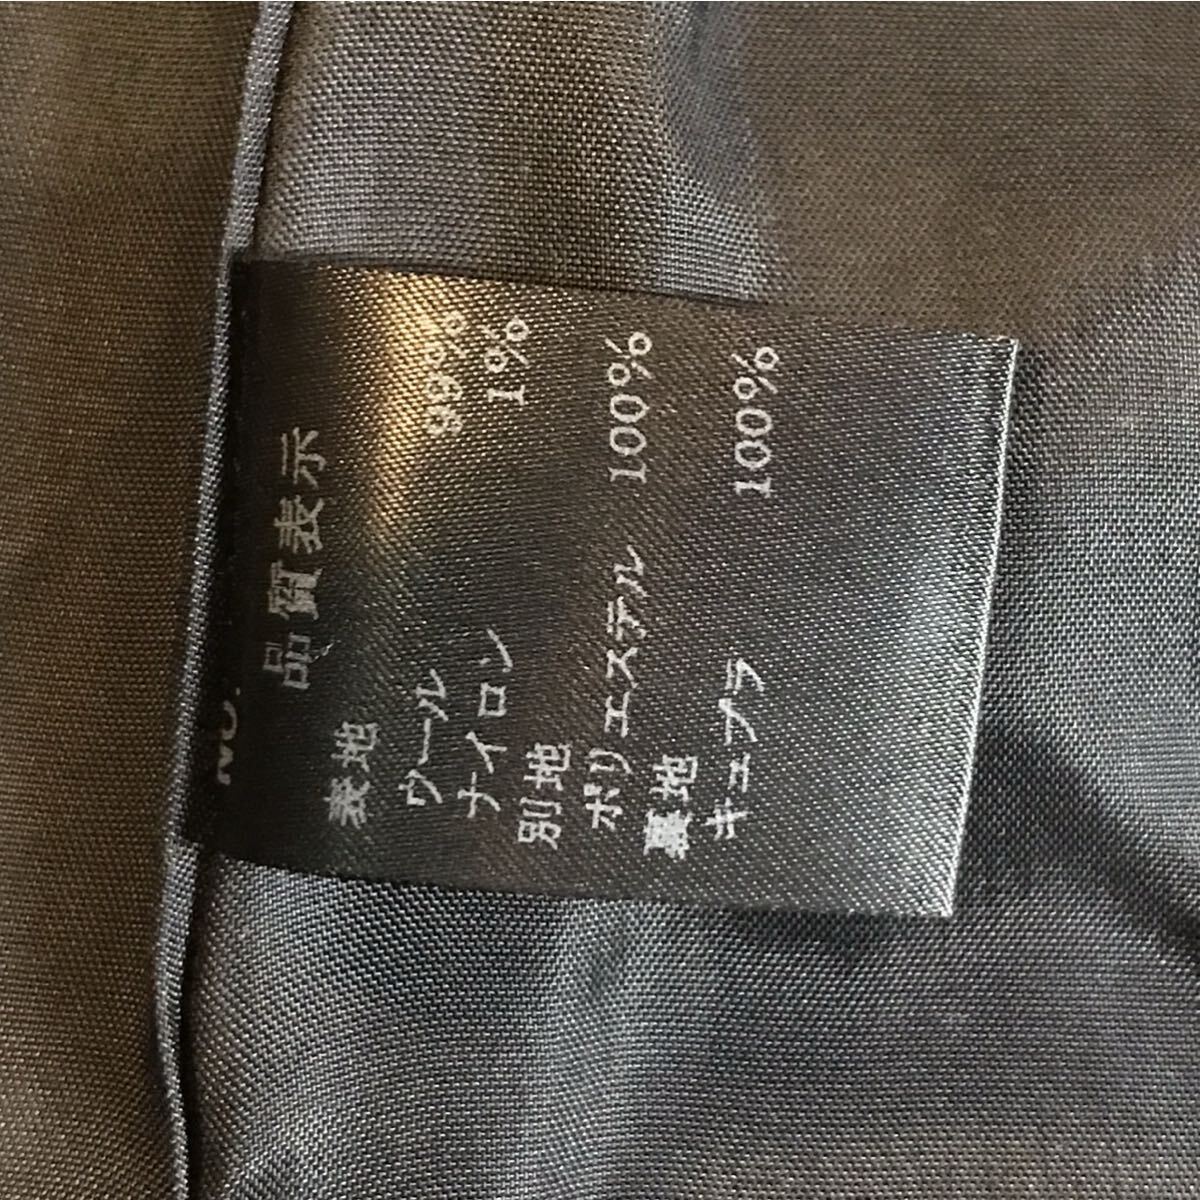 NO.
品質表示
表地
ウール 99%
ナイロン 1%
別地
ポリエステル 100%
裏地
キュプラ 100%